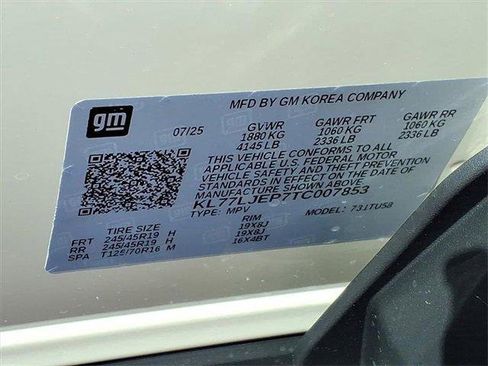 gm
MFD BY GM KOREA COMPANY
07/25 GVWR GAWR FRT GAWR RR
1880 KG 1060 KG 1060 KG
4145 LB 2336 LB 2336 LB
THIS VEHICLE CONFORMS TO ALL
APPLICABLE U.S. FEDERAL MOTOR
VEHICLE SAFETY AND THEFT PREVENTION
STANDARDS IN EFFECT ON THE DATE OF
MANUFACTURE SHOWN ABOVE
KL77LJEP7TC007853
TYPE: MPV MODEL: 731TU58
TIRE SIZE RIM
FRT 245/45R19 H 19X8J
RR 245/45R19 H 19X8J
SPA T125/70R16 M 16X4BT